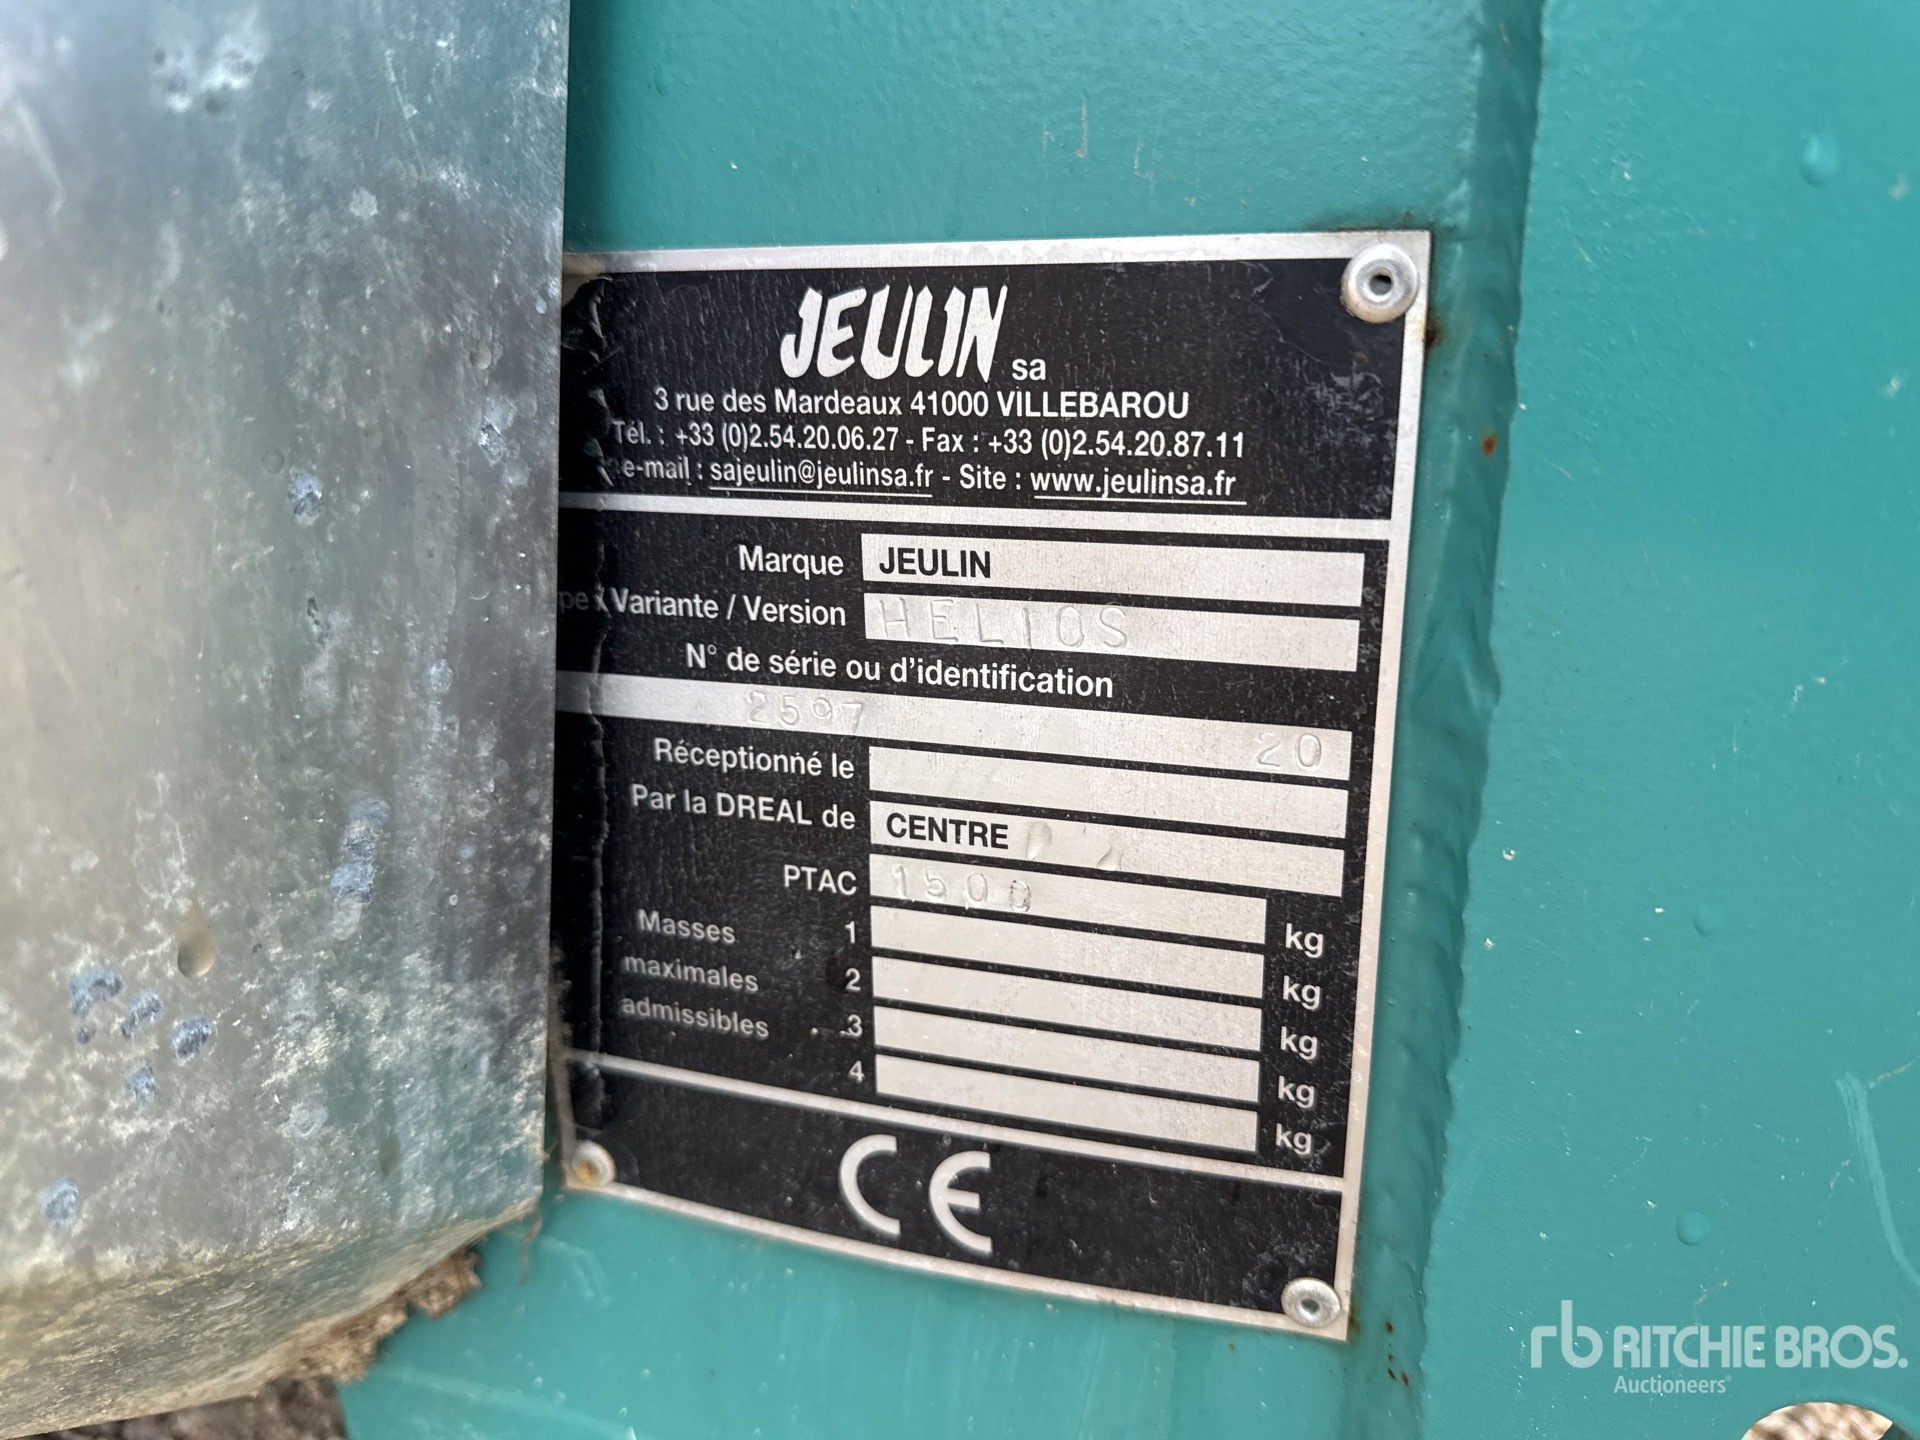 JEULIN sa
3 rue des Mardeaux 41000 VILLEBAROU
Tél. : +33 (0)2.54.20.06.27 - Fax : +33 (0)2.54.20.87.11
e-mail : sajeulin@jeulinsa.fr - Site : www.jeulinsa.fr
Marque JEULIN
Variante / Version HELIOS
N° de série ou d'identification
2597 20
Réceptionné le
Par la DREAL de CENTRE
PTAC 1500 kg
Masses 1 kg
maximales 2 kg
admissibles 3 kg
4 kg
CE
rb RITCHIE BROS.
Auctioneers